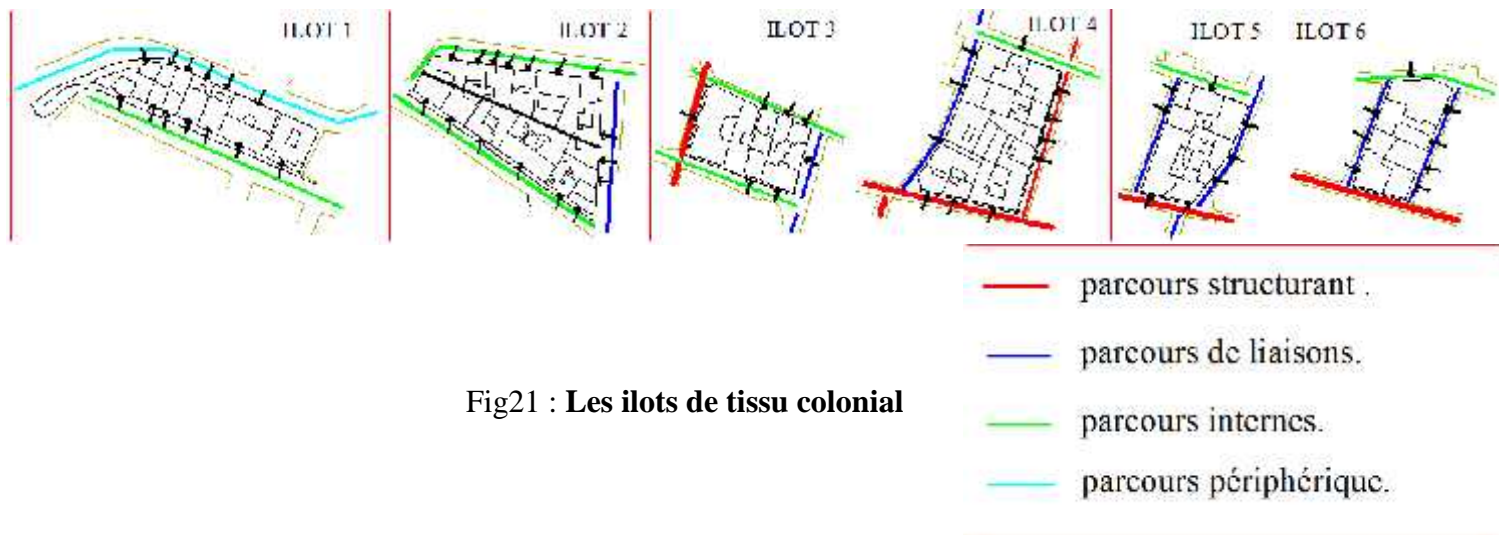 ILOT 1
ILOT 2
ILOT 3
ILOT 4
ILOT 5
ILOT 6
parcours structurant .
parcours de liaisons.
parcours internes.
parcours périphérique.
Fig21 : Les ilots de tissu colonial